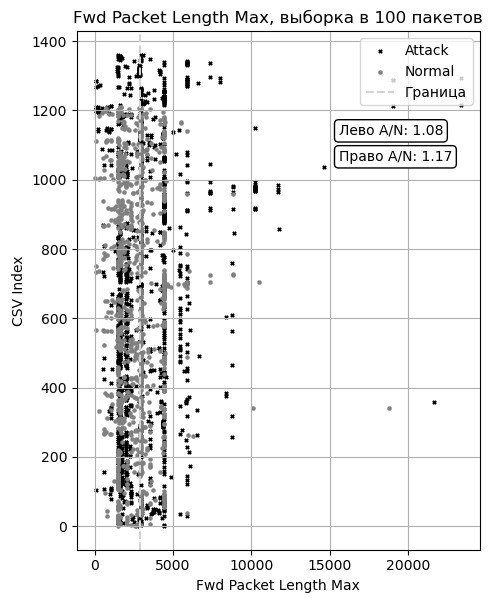 Fwd Packet Length Max, выборка в 100 пакетов
1400
Attack
Normal
Граница
1200
Лево A/N: 1.08
Право A/N: 1.17
1000
800
CSV Index
600
400
200
0
0
5000
10000
15000
20000
Fwd Packet Length Max